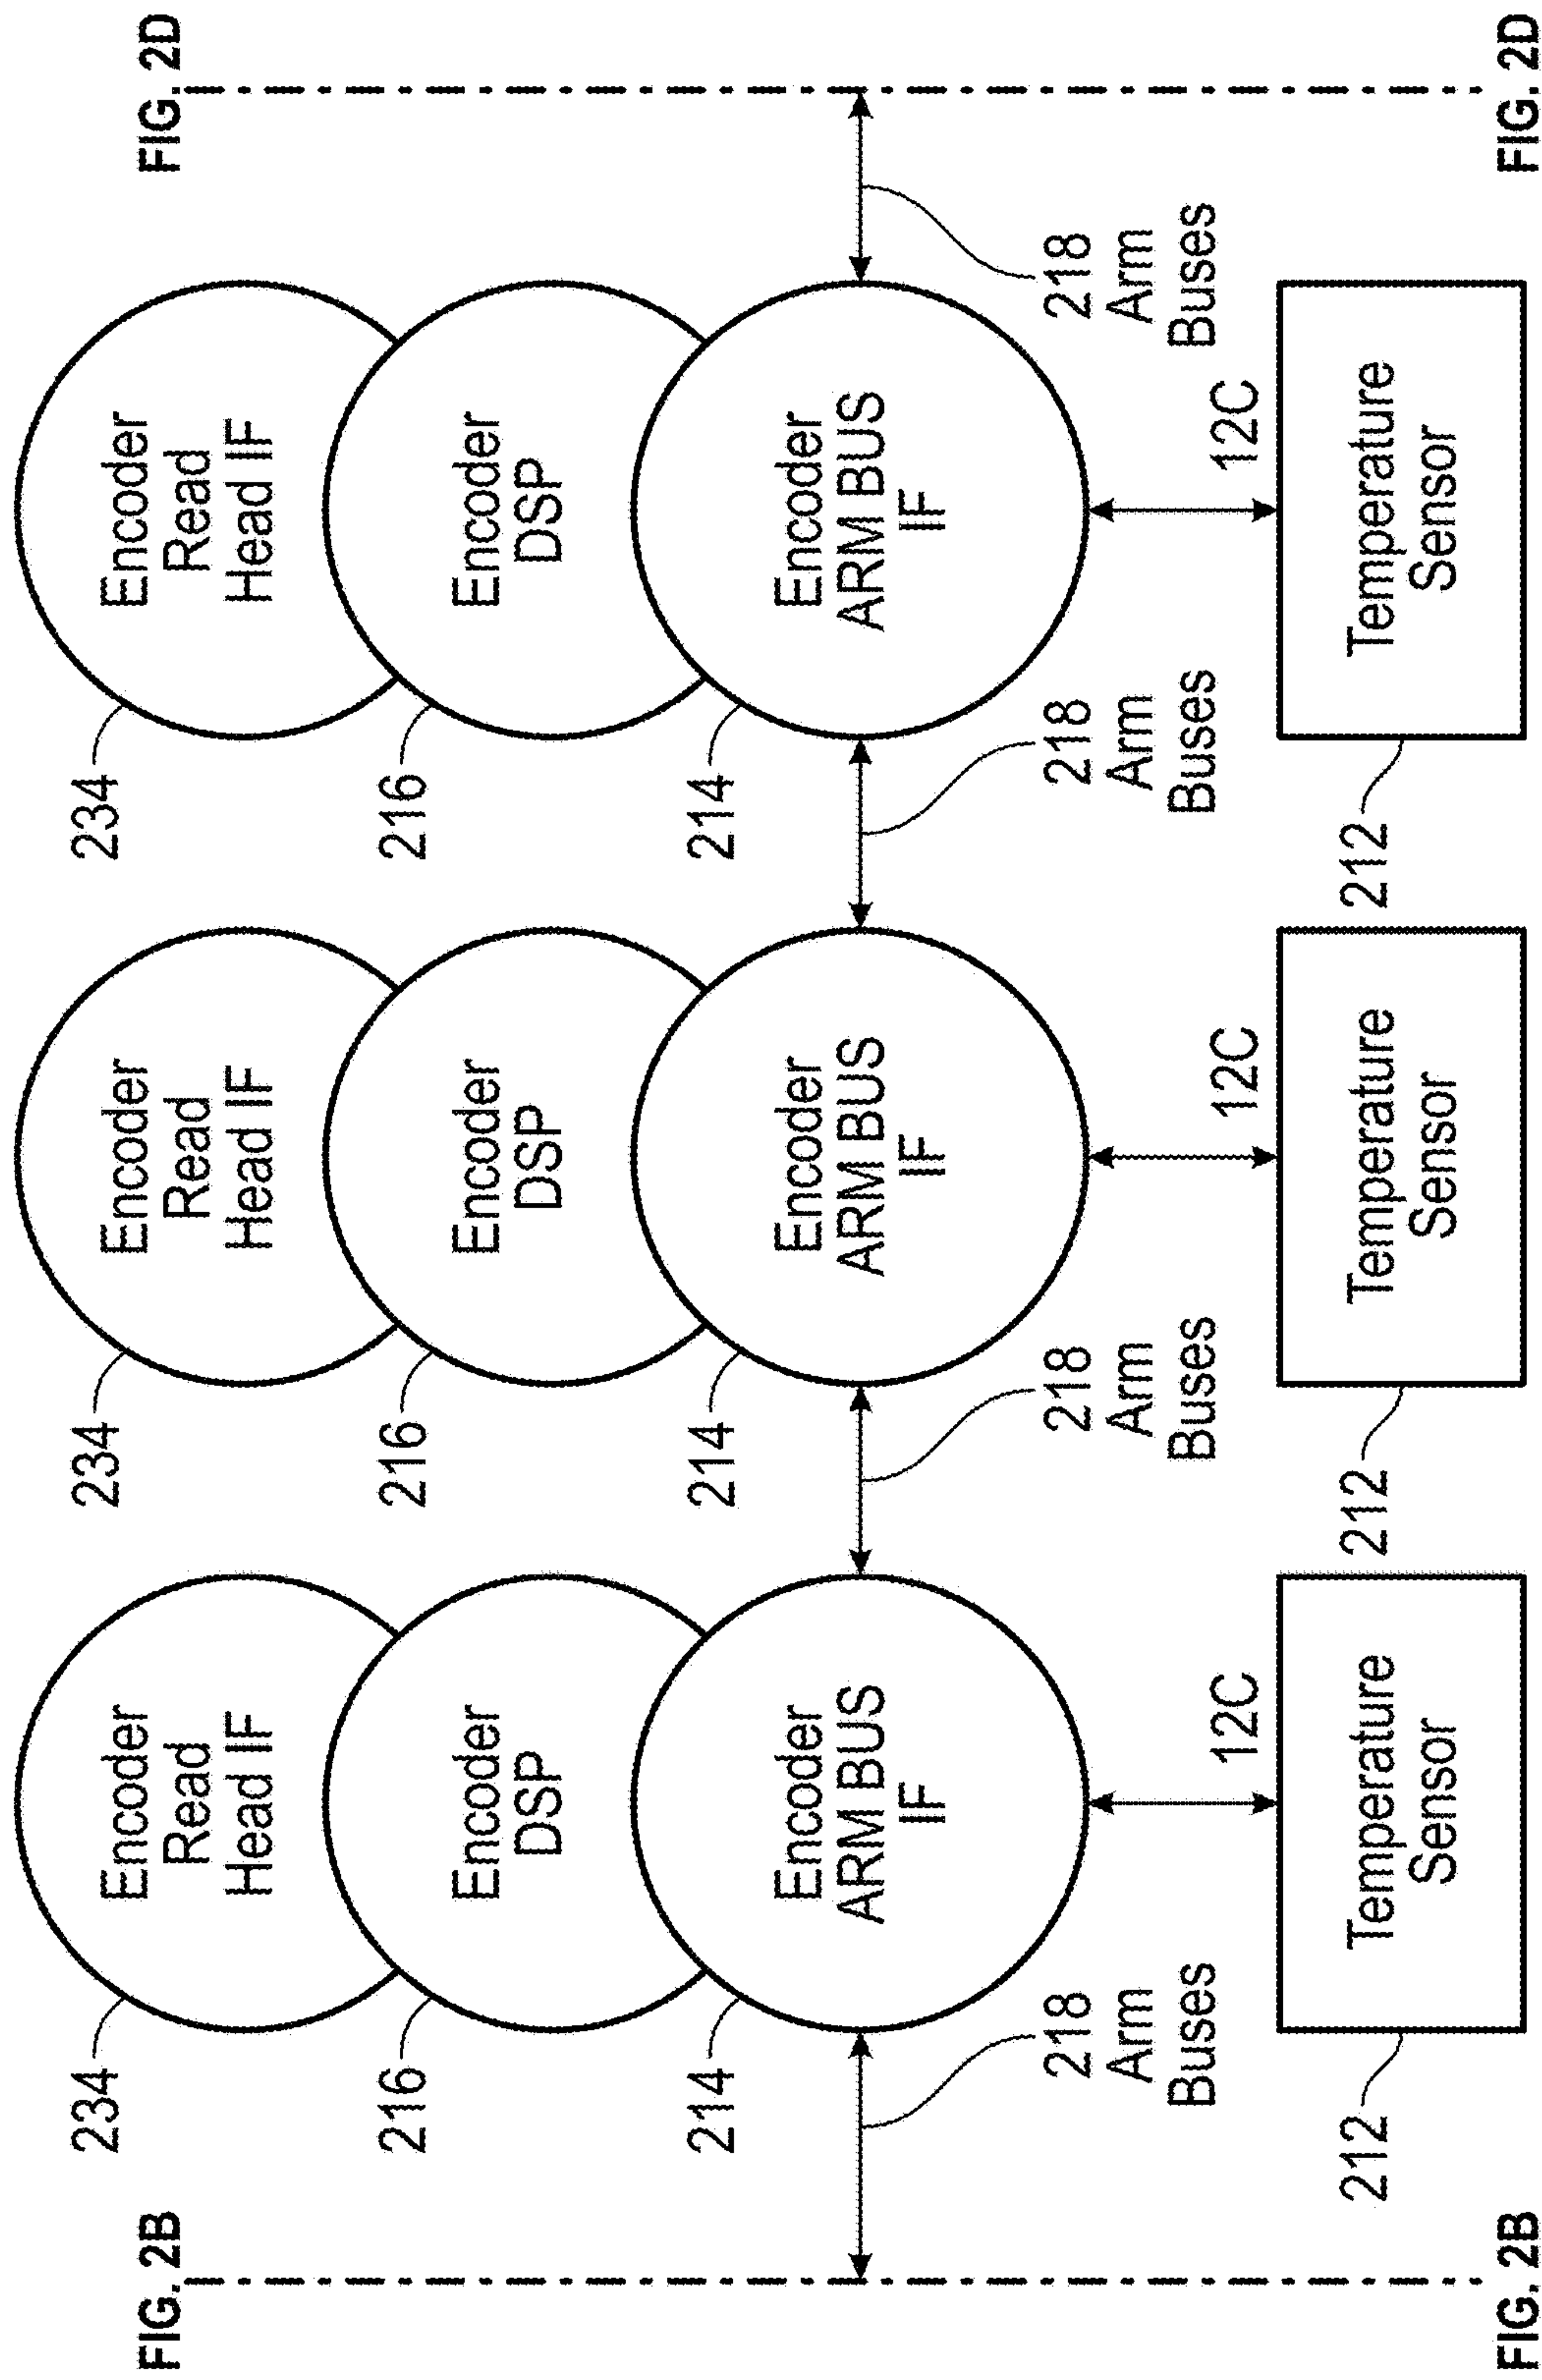 FIG. 2B
FIG. 2D
234
Encoder
Read
Head IF
234
Encoder
Read
Head IF
234
Encoder
Read
Head IF
216
Encoder
DSP
216
Encoder
DSP
216
Encoder
DSP
214
Encoder
ARM BUS
IF
214
Encoder
ARM BUS
IF
214
Encoder
ARM BUS
IF
218
Arm
Buses
218
Arm
Buses
218
Arm
Buses
218
Arm
Buses
12C
12C
12C
212
Temperature
Sensor
212
Temperature
Sensor
212
Temperature
Sensor
FIG. 2B
FIG. 2D